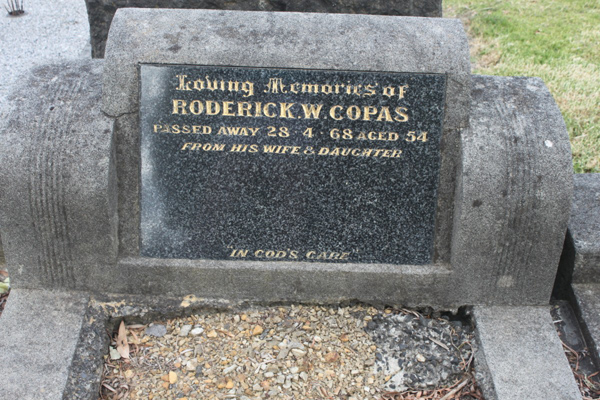 Loving Memories of
RODERICK.W.COPAS
PASSED AWAY 28 4 68 AGED 54
FROM HIS WIFE & DAUGHTER
"IN GOD'S CARE"